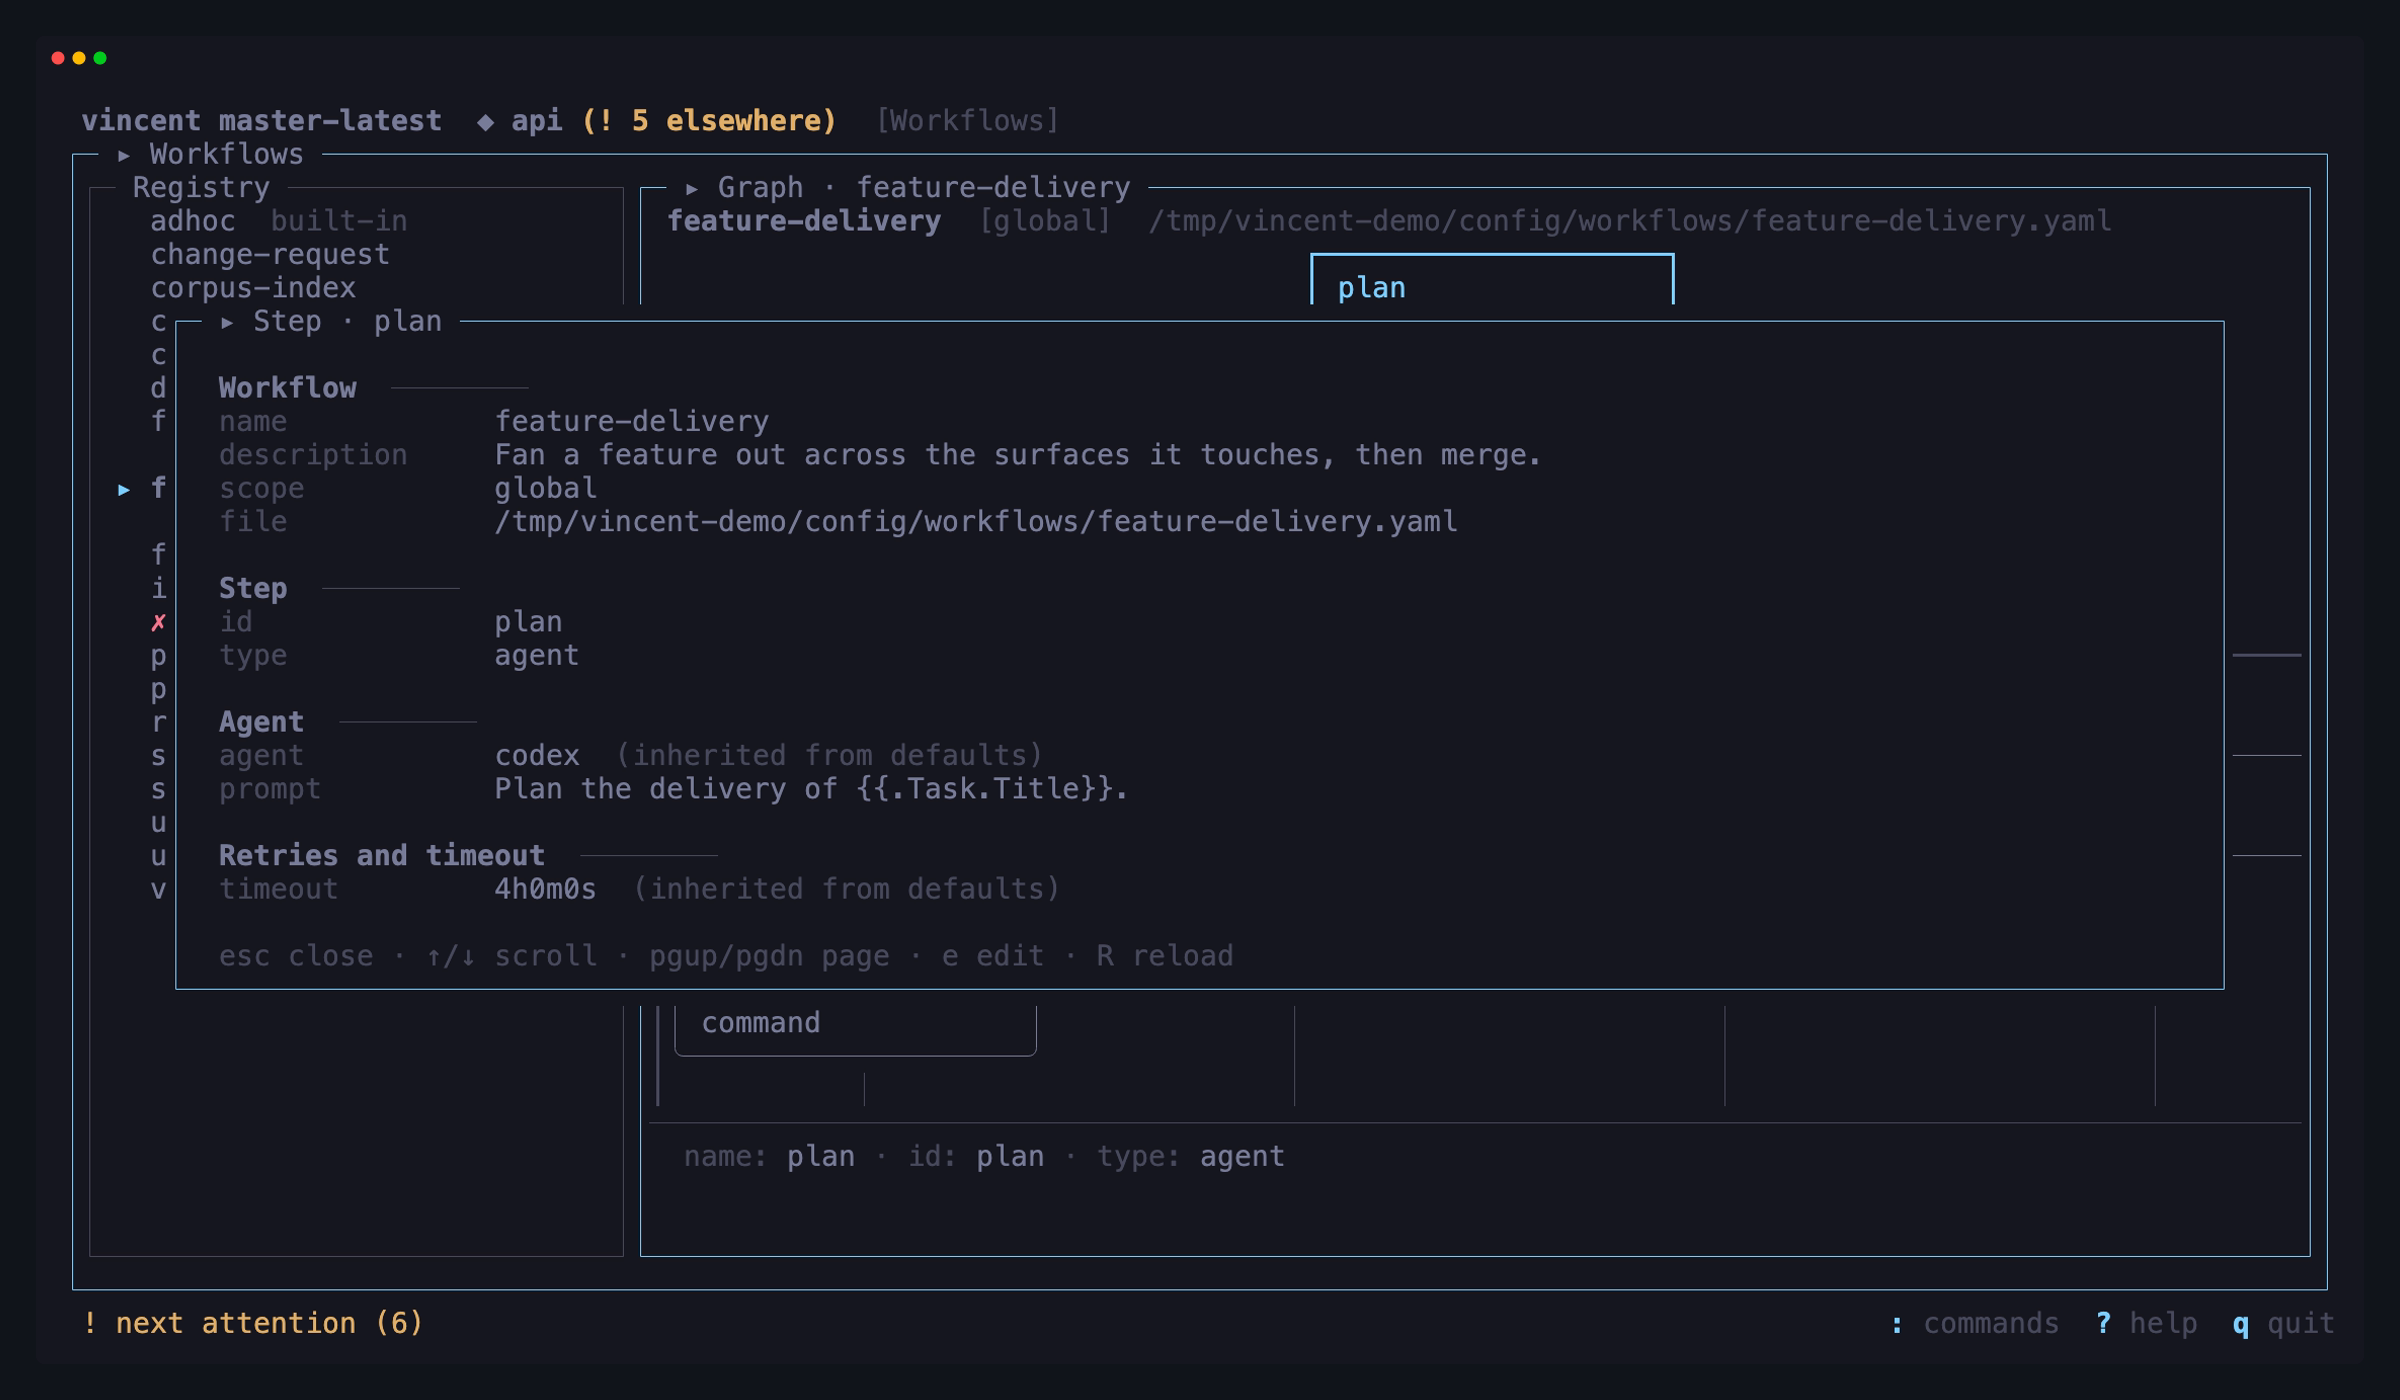 vincent master-latest ◆ api (! 5 elsewhere) [Workflows]
▸ Workflows
Registry
adhoc built-in
change-request
corpus-index
c
c
d
f
▸ f
f
i
✗
p
p
r
s
s
u
u
v
▸ Graph · feature-delivery
feature-delivery [global] /tmp/vincent-demo/config/workflows/feature-delivery.yaml
plan
▸ Step · plan
Workflow
name feature-delivery
description Fan a feature out across the surfaces it touches, then merge.
scope global
file /tmp/vincent-demo/config/workflows/feature-delivery.yaml
Step
id plan
type agent
Agent
agent codex (inherited from defaults)
prompt Plan the delivery of {{.Task.Title}}.
Retries and timeout
timeout 4h0m0s (inherited from defaults)
esc close · ↑/↓ scroll · pgup/pgdn page · e edit · R reload
command
name: plan · id: plan · type: agent
! next attention (6)
: commands ? help q quit